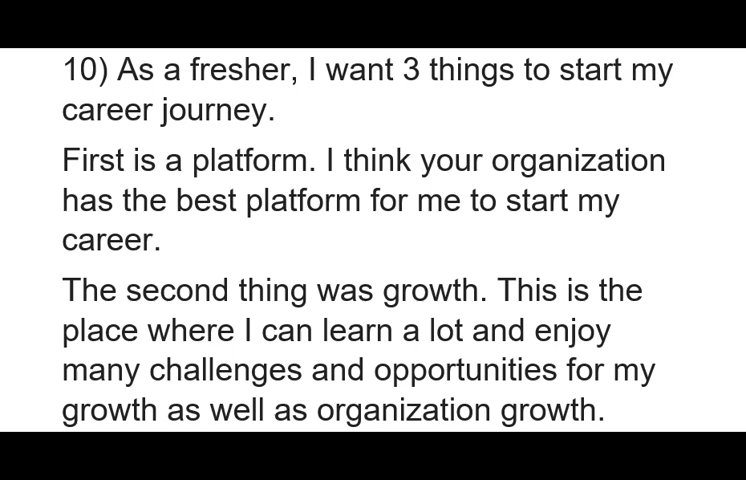 10) As a fresher, I want 3 things to start my
career journey.
First is a platform. I think your organization
has the best platform for me to start my
career.
The second thing was growth. This is the
place where I can learn a lot and enjoy
many challenges and opportunities for my
growth as well as organization growth.